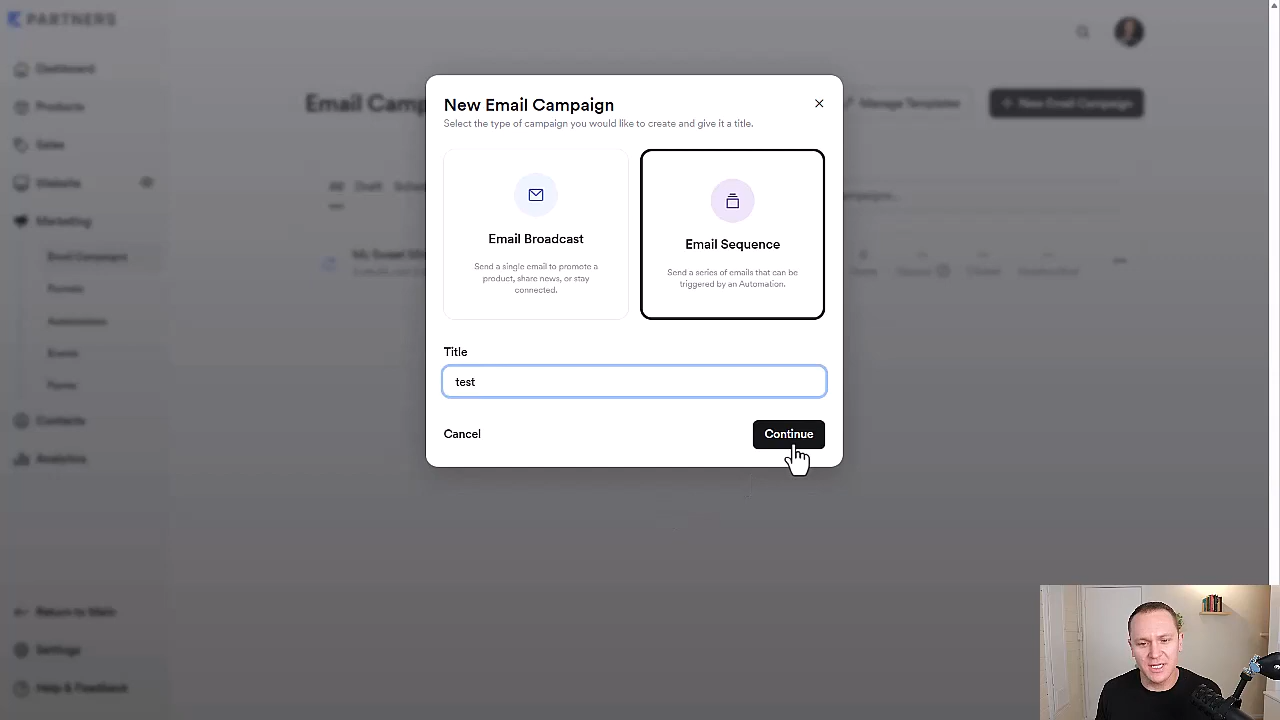 PARTNERS
Dashboard
Products
Sales
Website
Marketing
Email Campaigns
Funnels
Automations
Events
Forms
Contacts
Analytics
Return to Main
Settings
Help & Feedback
Email Camp
Manage Templates
New Email Campaign
All Draft
New Email Campaign
Select the type of campaign you would like to create and give it a title.
Email Broadcast
Send a single email to promote a
product, share news, or stay
connected.
Email Sequence
Send a series of emails that can be
triggered by an Automation.
Title
test
Cancel
Continue